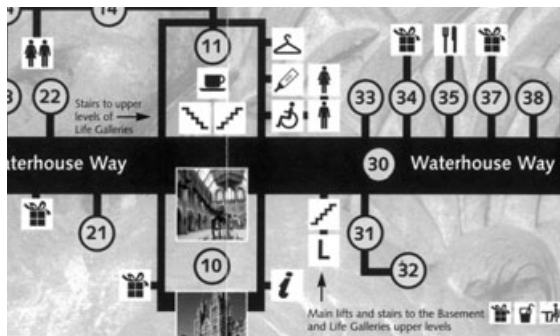 14
11
22
33
34
35
37
38
Stairs to upper
levels of
Life Galleries
aterhouse Way
30
Waterhouse Way
21
10
31
32
i
L
Main lifts and stairs to the Basement
and Life Galleries upper levels